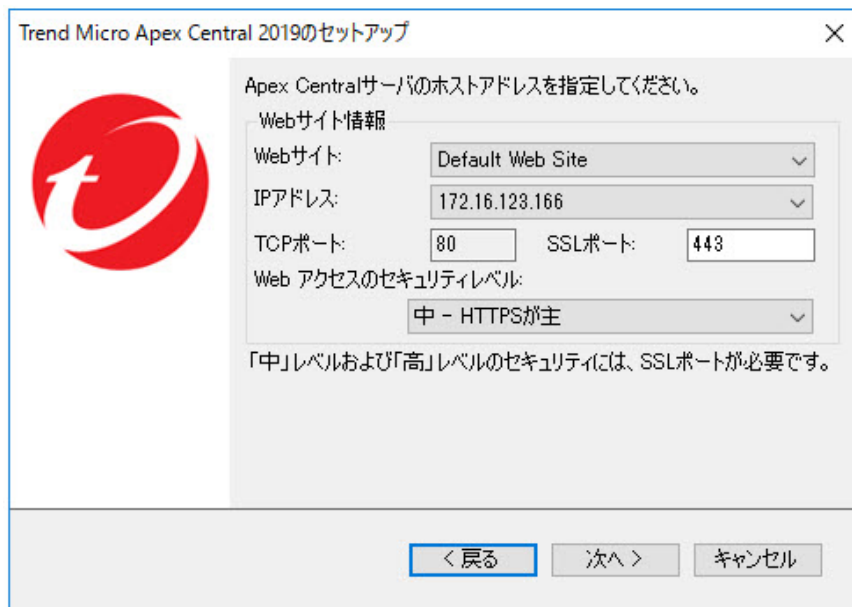 Trend Micro Apex Central 2019のセットアップ
Apex Centralサーバのホストアドレスを指定してください。
Webサイト情報
Webサイト: Default Web Site
IPアドレス: 172.16.123.166
TCPポート: 80 SSLポート: 443
Web アクセスのセキュリティレベル:
中 - HTTPSが主
「中」レベルおよび「高」レベルのセキュリティには、SSLポートが必要です。
< 戻る 次へ > キャンセル